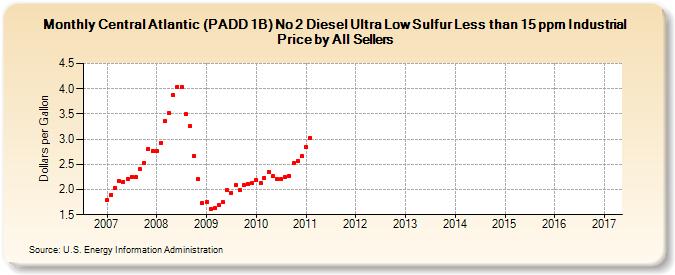 Monthly Central Atlantic (PADD 1B) No 2 Diesel Ultra Low Sulfur Less than 15 ppm Industrial
Price by All Sellers
Dollars per Gallon
4.5
4.0
3.5
3.0
2.5
2.0
1.5
2007 2008 2009 2010 2011 2012 2013 2014 2015 2016 2017
Source: U.S. Energy Information Administration